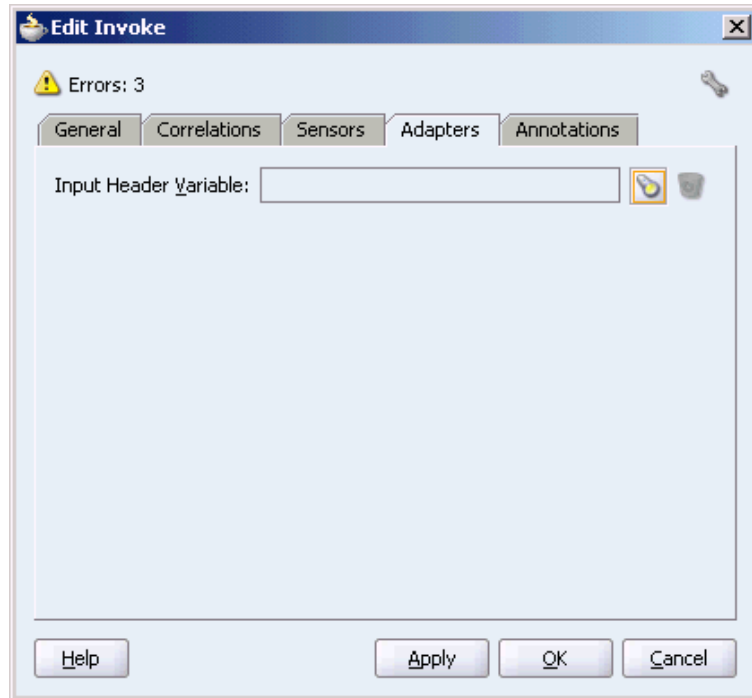 Edit Invoke
Errors: 3
General Correlations Sensors Adapters Annotations
Input Header Variable:
Help Apply OK Cancel